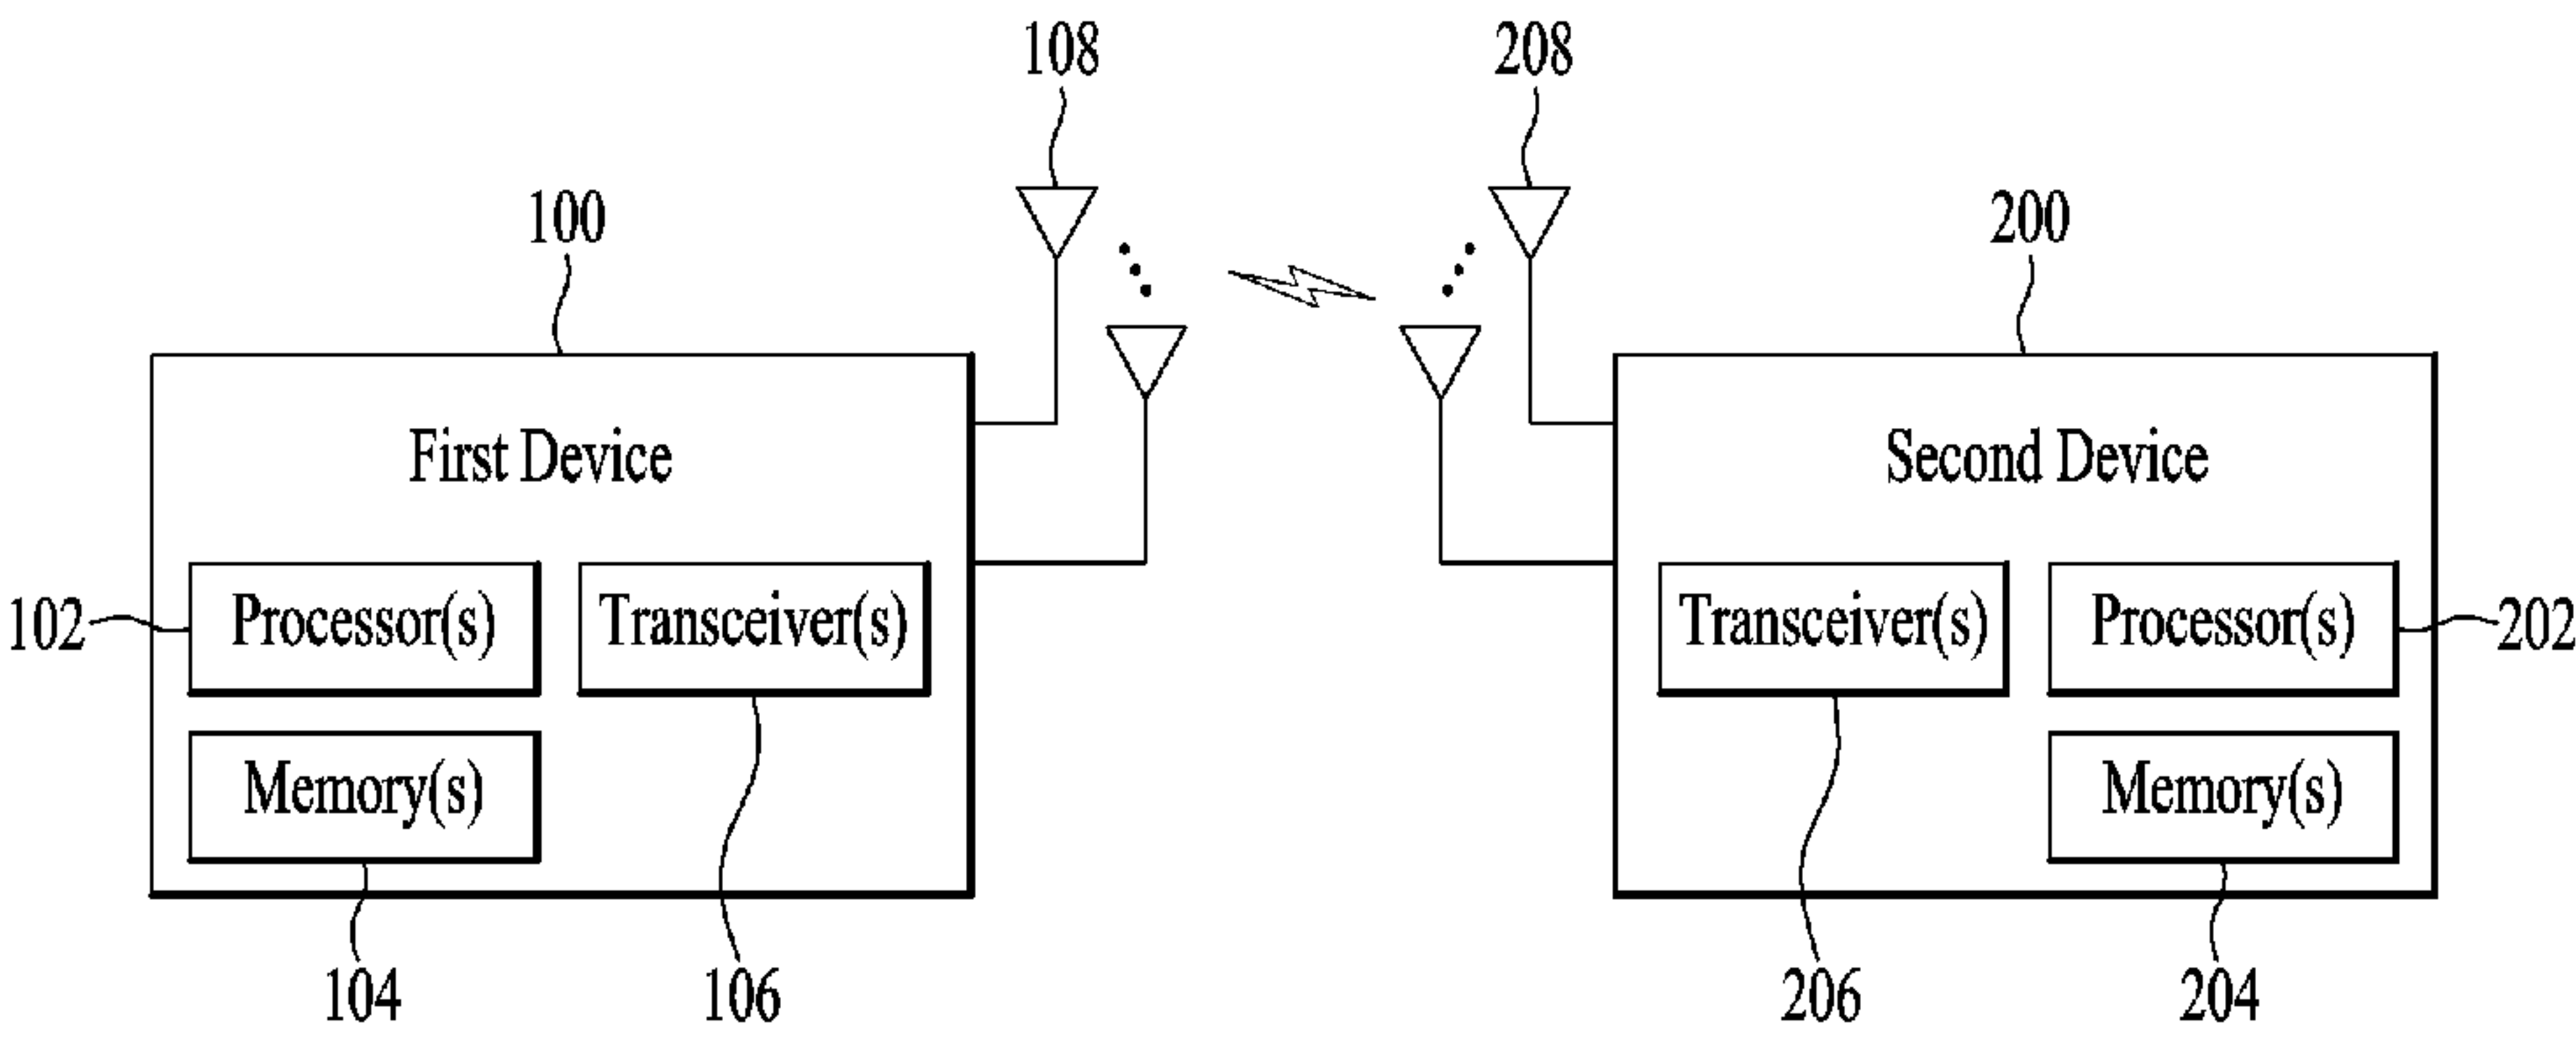 108
208
100
200
First Device
Second Device
102
Processor(s)
Transceiver(s)
Transceiver(s)
Processor(s)
202
Memory(s)
Memory(s)
104
106
206
204